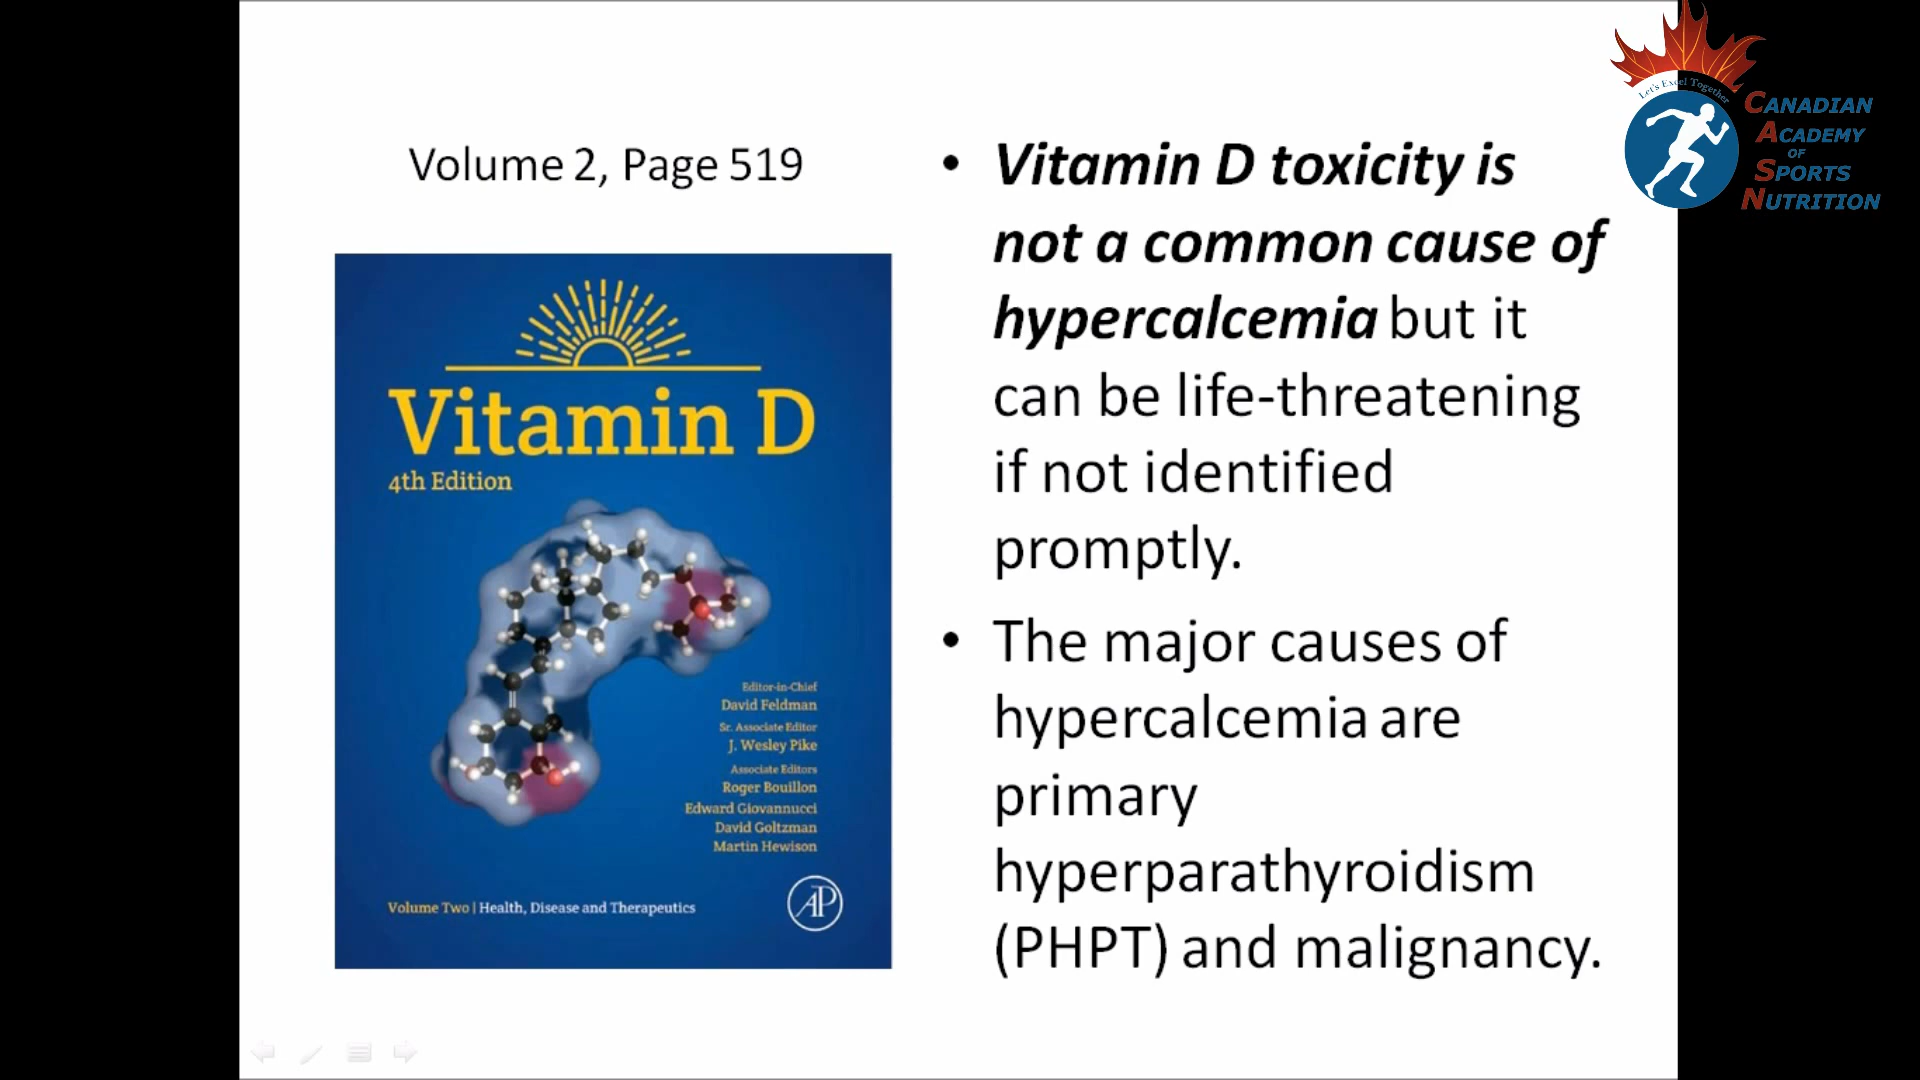 Let's Excel Together
CANADIAN
ACADEMY
OF
SPORTS
NUTRITION
Volume 2, Page 519
Vitamin D
4th Edition
Editor-in-Chief
David Feldman
Sr. Associate Editor
J. Wesley Pike
Associate Editors
Roger Bouillon
Edward Giovannucci
David Goltzman
Martin Hewison
Volume Two | Health, Disease and Therapeutics
AP
• Vitamin D toxicity is
not a common cause of
hypercalcemia but it
can be life-threatening
if not identified
promptly.
• The major causes of
hypercalcemia are
primary
hyperparathyroidism
(PHPT) and malignancy.